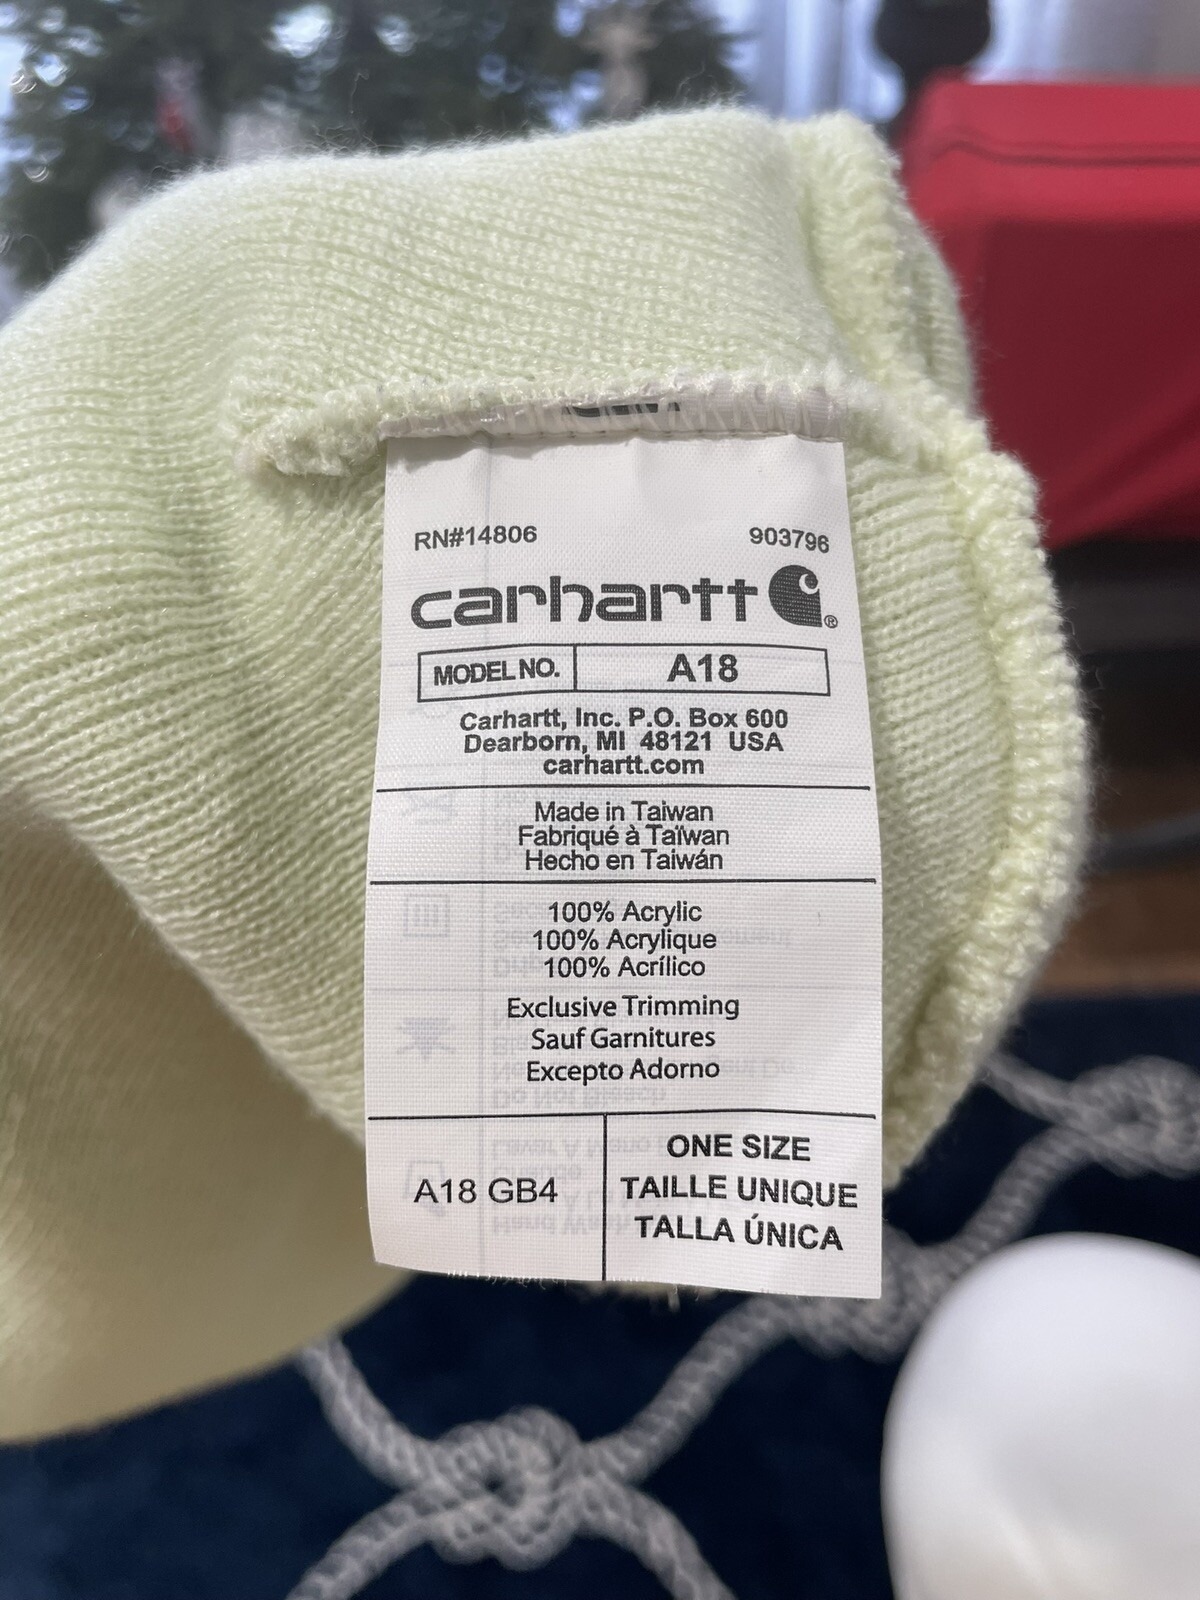 RN#14806 903796
carhartt ®
MODEL NO. A18
Carhartt, Inc. P.O. Box 600
Dearborn, MI 48121 USA
carhartt.com
Made in Taiwan
Fabriqué à Taïwan
Hecho en Taiwán
100% Acrylic
100% Acrylique
100% Acrílico
Exclusive Trimming
Sauf Garnitures
Excepto Adorno
A18 GB4
ONE SIZE
TAILLE UNIQUE
TALLA ÚNICA